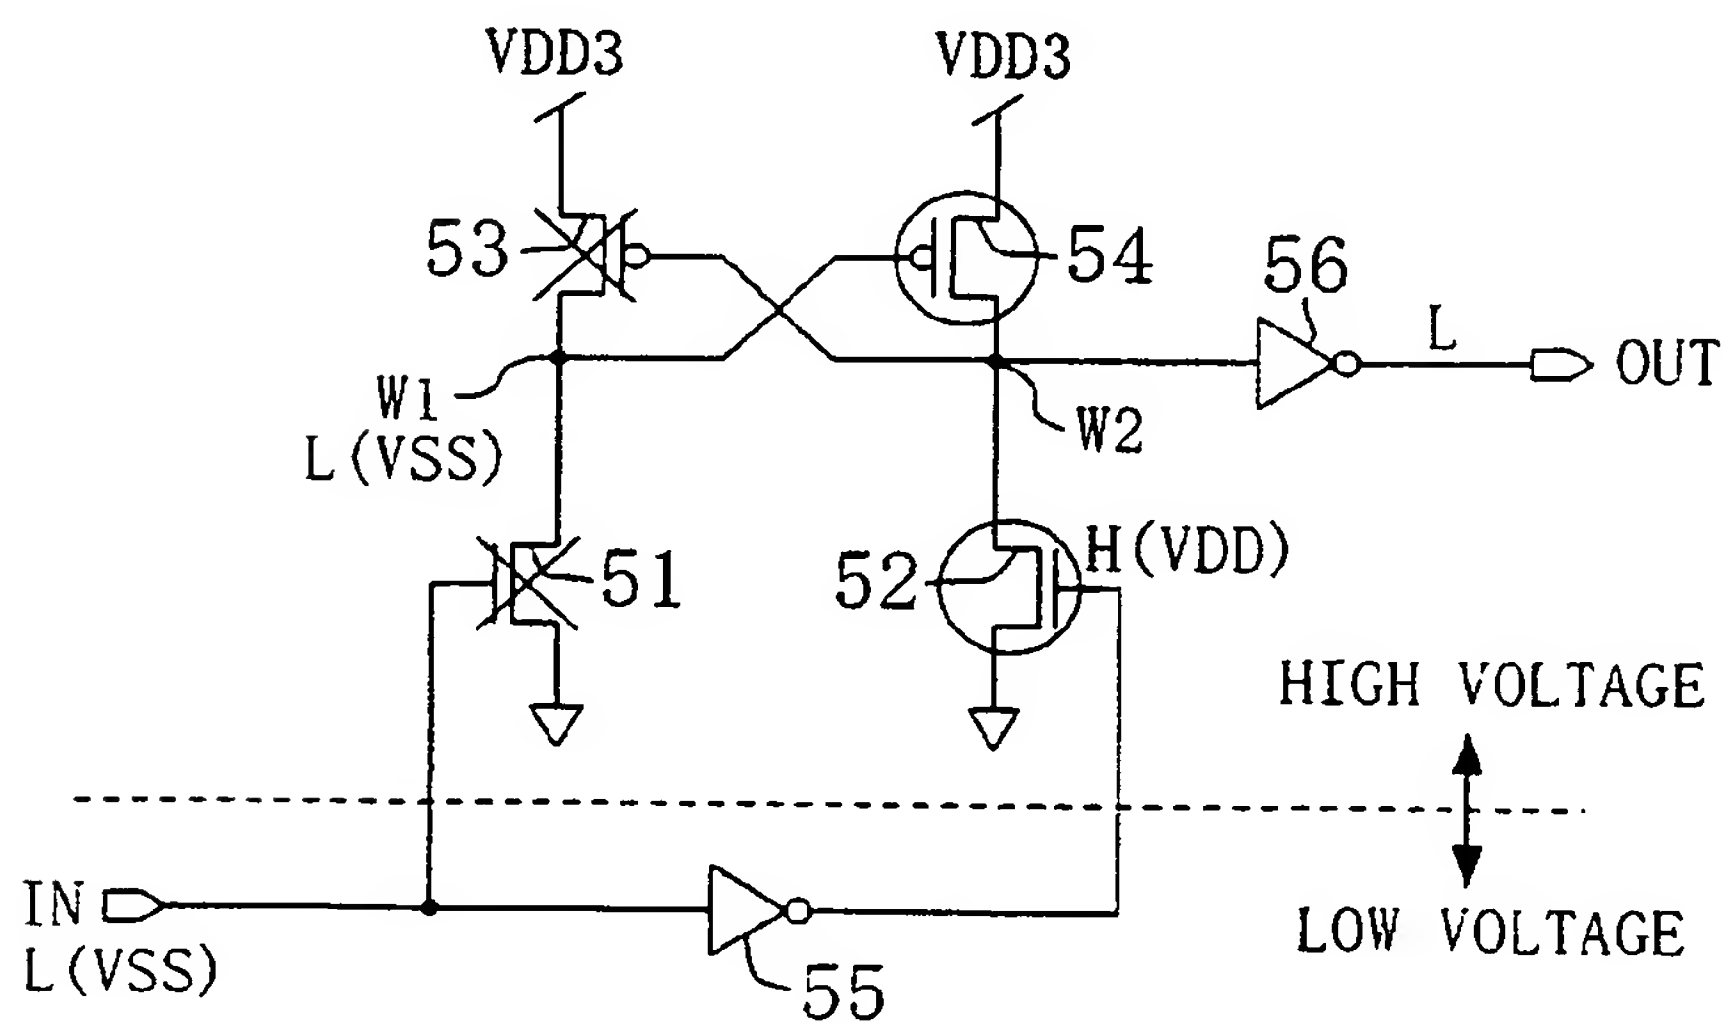 VDD3
VDD3
53
54
56
L
OUT
W1
L(VSS)
W2
51
52
H(VDD)
HIGH VOLTAGE
IN
L(VSS)
55
LOW VOLTAGE